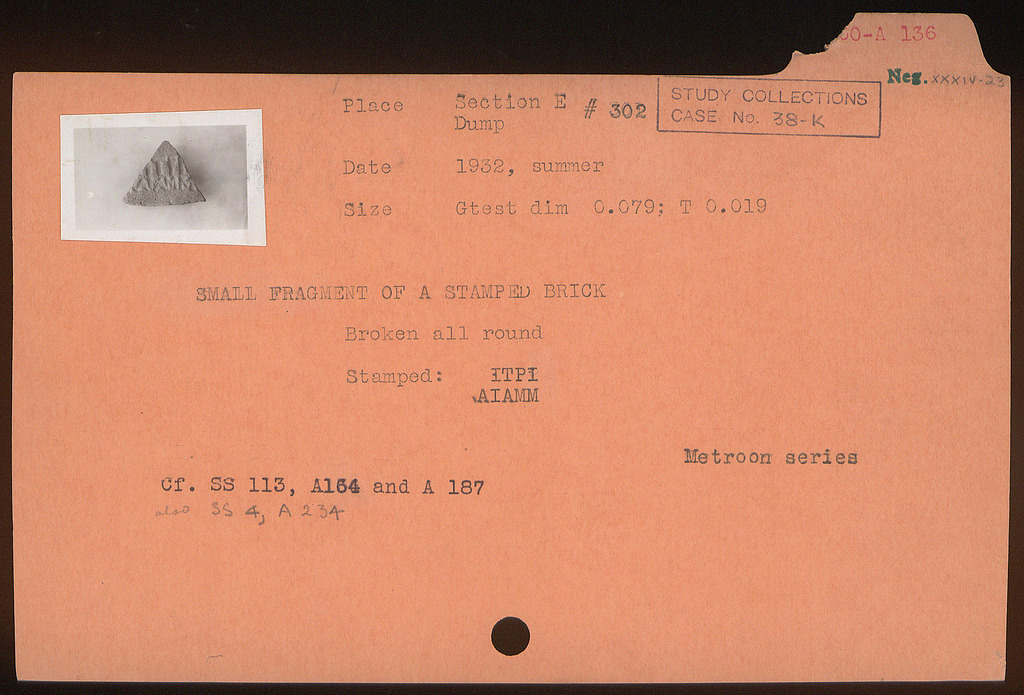 O-A 136
Neg. XXXIV-23
Place Section E # 302
Dump
STUDY COLLECTIONS
CASE No. 38-K
Date 1932, summer
Size Gtest dim 0.079; T 0.019
SMALL FRAGMENT OF A STAMPED BRICK
Broken all round
Stamped: ITPI
AIAMM
Metroon series
Cf. SS 113, A164 and A 187
also SS 4, A 234